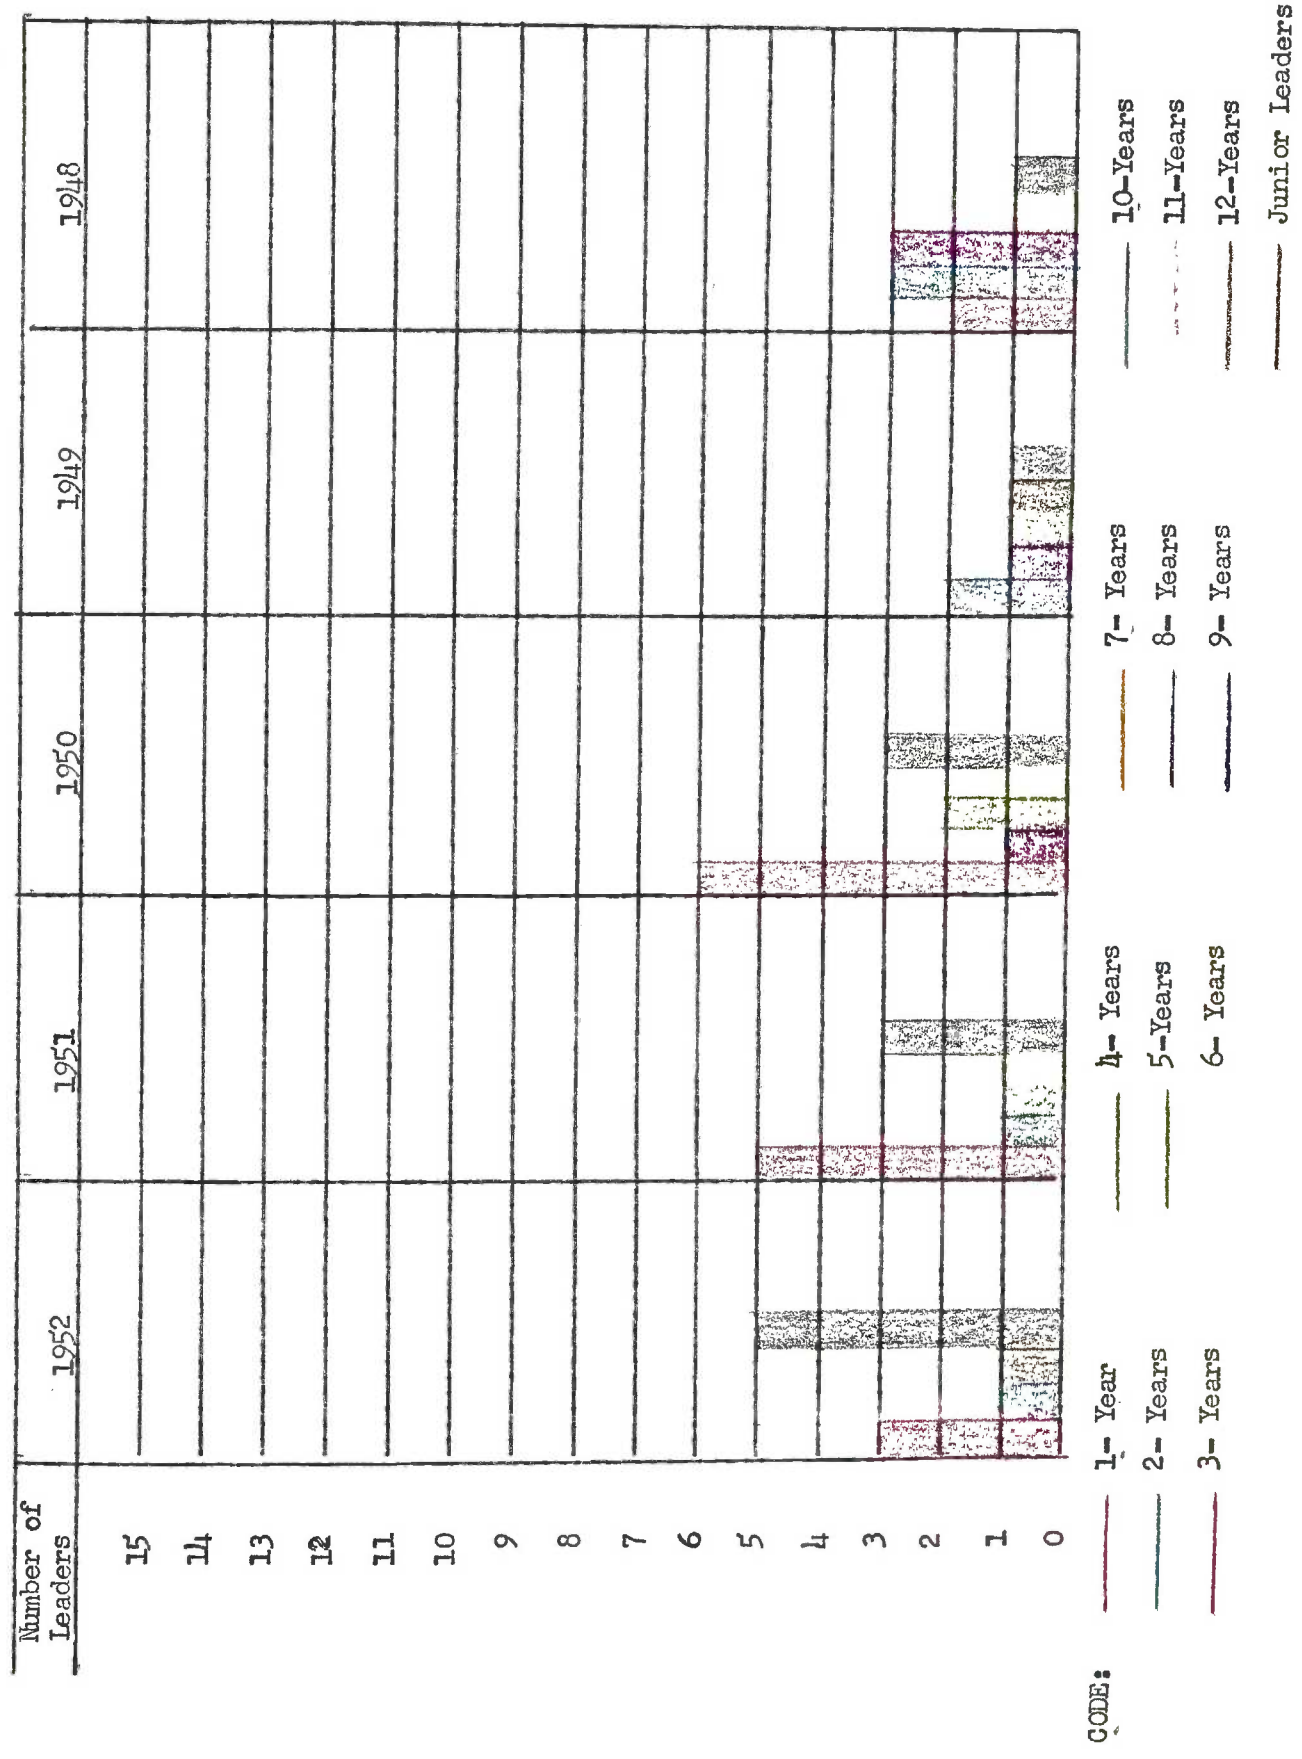 Number of
Leaders
1952 1951 1950 1949 1948
15
14
13
12
11
10
9
8
7
6
5
4
3
2
1
0
CODE:
1- Year 4- Years 7- Years 10-Years
2- Years 5-Years 8- Years 11-Years
3- Years 6- Years 9- Years 12-Years
Junior Leaders